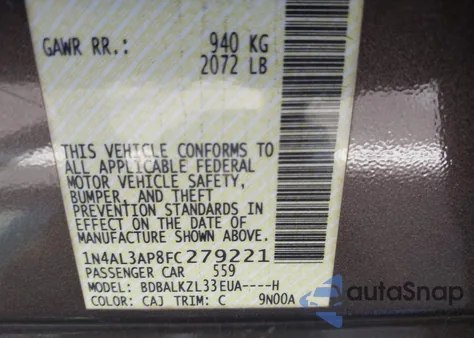 GAWR RR.: 940 KG
2072 LB
THIS VEHICLE CONFORMS TO
ALL APPLICABLE FEDERAL
MOTOR VEHICLE SAFETY,
BUMPER, AND THEFT
PREVENTION STANDARDS IN
EFFECT ON THE DATE OF
MANUFACTURE SHOWN ABOVE.
1N4AL3AP8FC279221
PASSENGER CAR 559
MODEL: BDBALKZL33EUA----H
COLOR: CAJ TRIM: C 9N00A
autoSnap